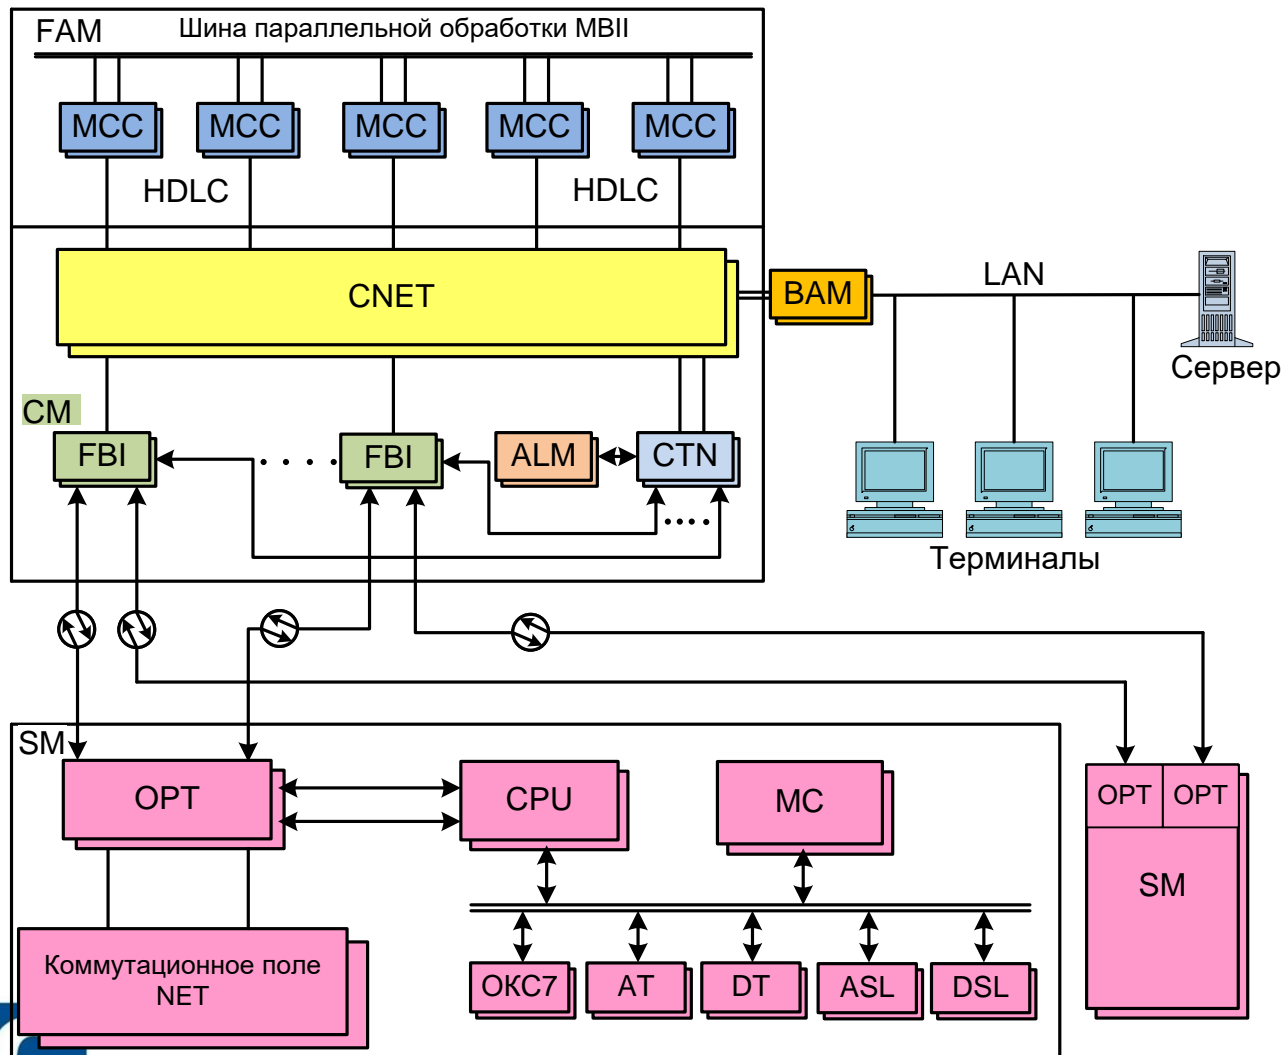 FAM
Шина параллельной обработки MBII
MCC
MCC
MCC
MCC
MCC
HDLC
HDLC
CNET
BAM
LAN
Сервер
CM
FBI
FBI
ALM
CTN
Терминалы
SM
OPT
CPU
MC
OPT
OPT
SM
Коммутационное поле
NET
ОКС7
AT
DT
ASL
DSL